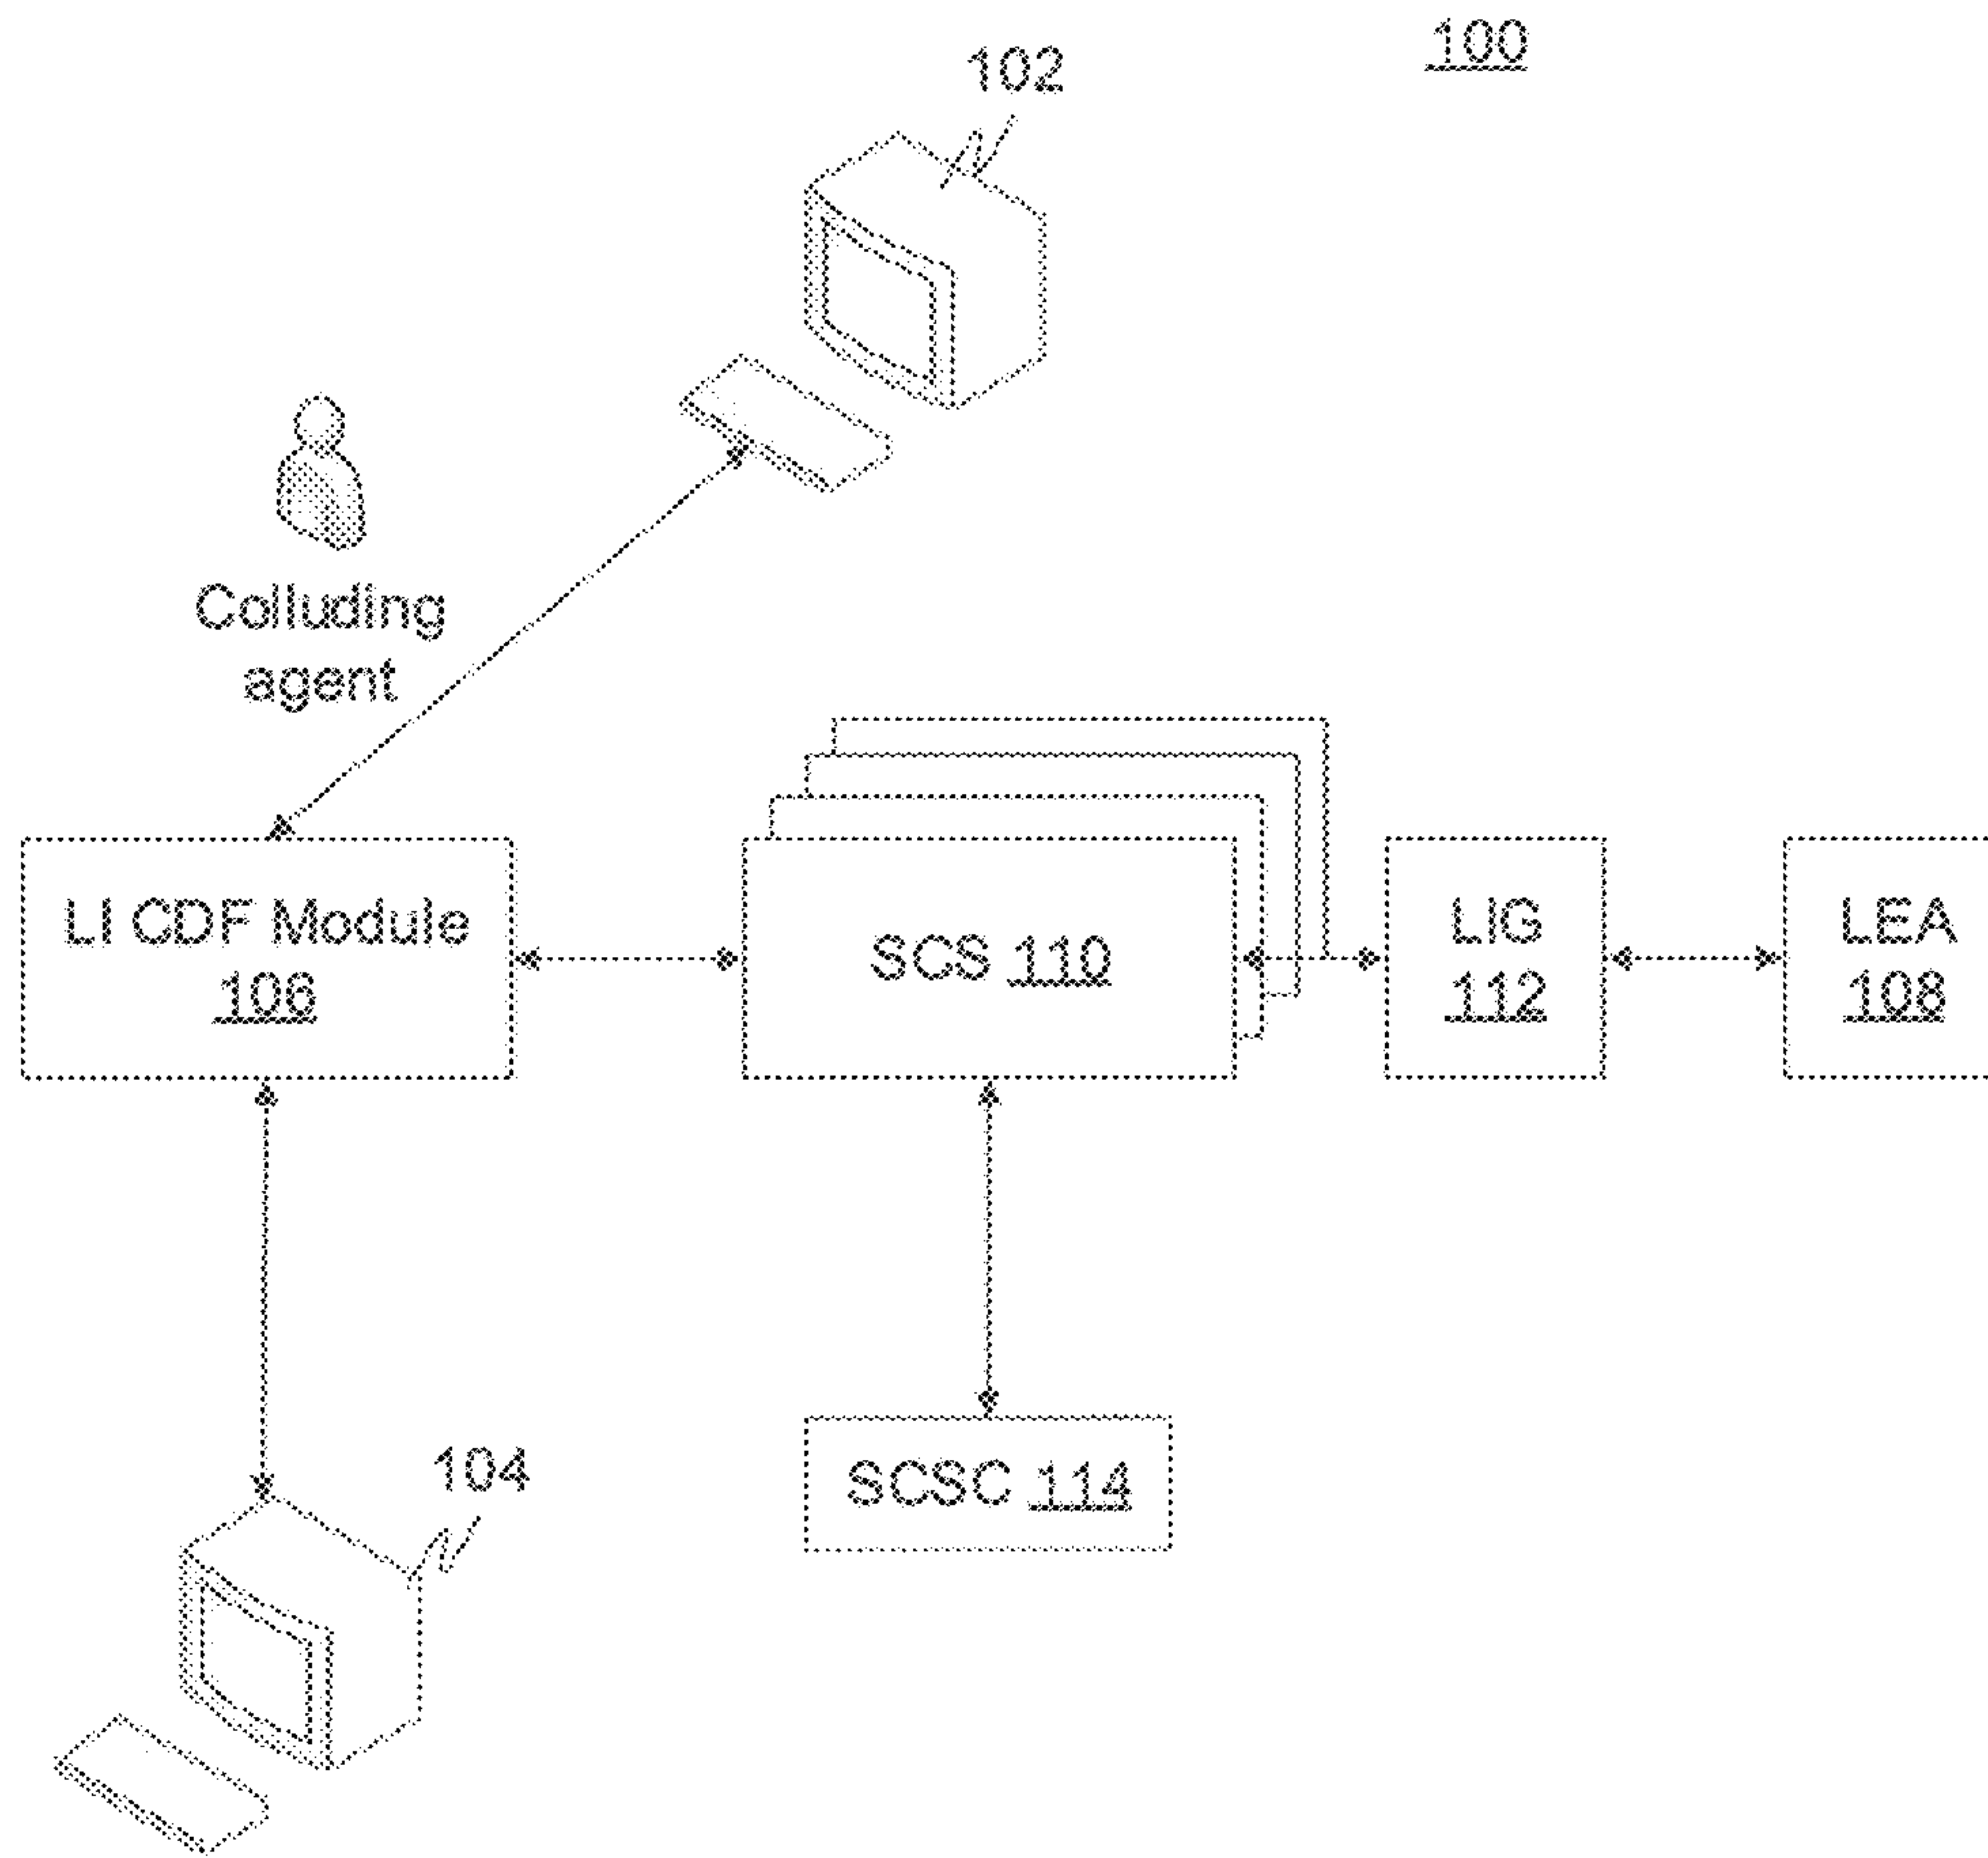 100
102
Colluding
agent
LI CDF Module
106
SCS 110
LIG
112
LEA
108
104
SCSC 114